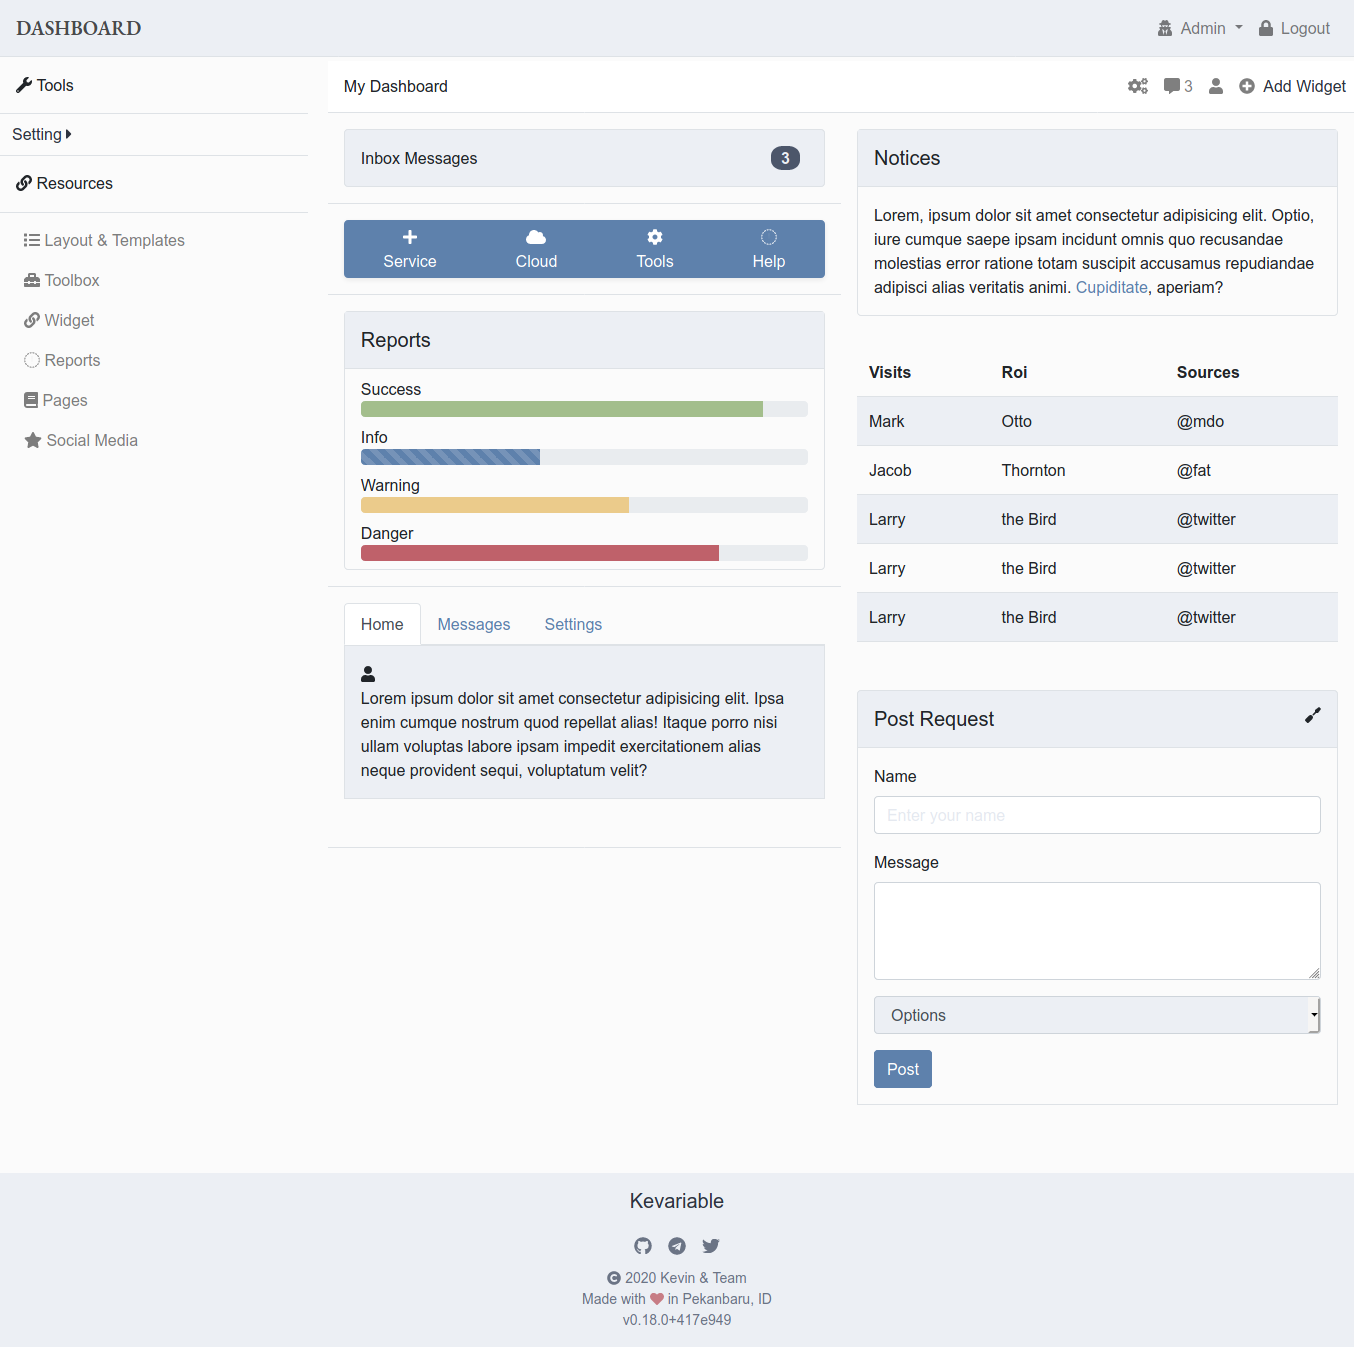 DASHBOARD
Admin
Logout
Tools
Setting
Resources
Layout & Templates
Toolbox
Widget
Reports
Pages
Social Media
My Dashboard
3
Add Widget
Inbox Messages
3
Service
Cloud
Tools
Help
Reports
Success
Info
Warning
Danger
Home
Messages
Settings
Lorem ipsum dolor sit amet consectetur adipisicing elit. Ipsa
enim cumque nostrum quod repellat alias! Itaque porro nisi
ullam voluptas labore ipsam impedit exercitationem alias
neque provident sequi, voluptatum velit?
Notices
Lorem, ipsum dolor sit amet consectetur adipisicing elit. Optio,
iure cumque saepe ipsam incidunt omnis quo recusandae
molestias error ratione totam suscipit accusamus repudiandae
adipisci alias veritatis animi. Cupiditate, aperiam?
Visits Roi Sources
Mark Otto @mdo
Jacob Thornton @fat
Larry the Bird @twitter
Larry the Bird @twitter
Larry the Bird @twitter
Post Request
Name
Enter your name
Message
Options
Post
Kevariable
© 2020 Kevin & Team
Made with ❤ in Pekanbaru, ID
v0.18.0+417e949